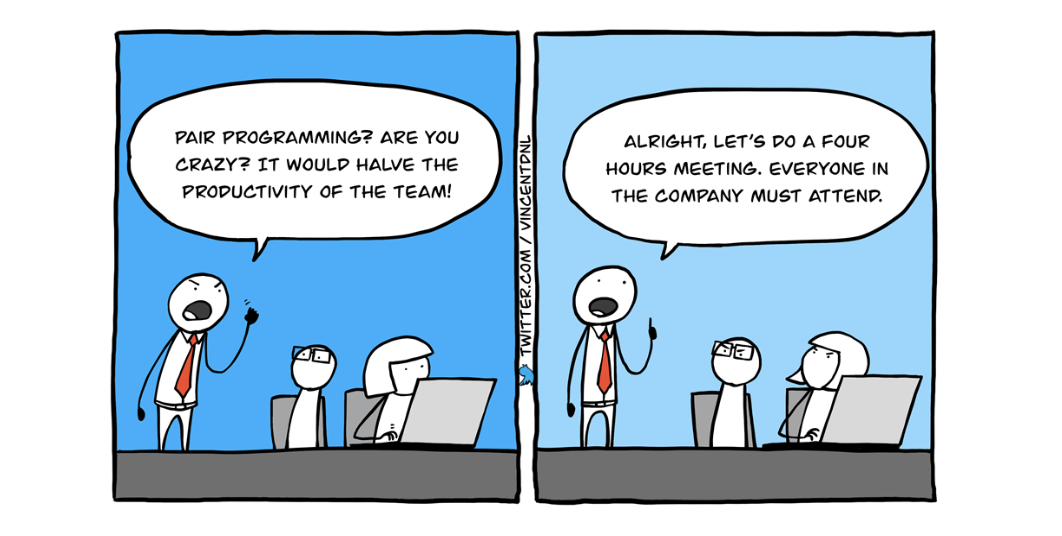 PAIR PROGRAMMING? ARE YOU
CRAZY? IT WOULD HALVE THE
PRODUCTIVITY OF THE TEAM!
TWITTER.COM / VINCENTDNL
ALRIGHT, LET'S DO A FOUR
HOURS MEETING. EVERYONE IN
THE COMPANY MUST ATTEND.